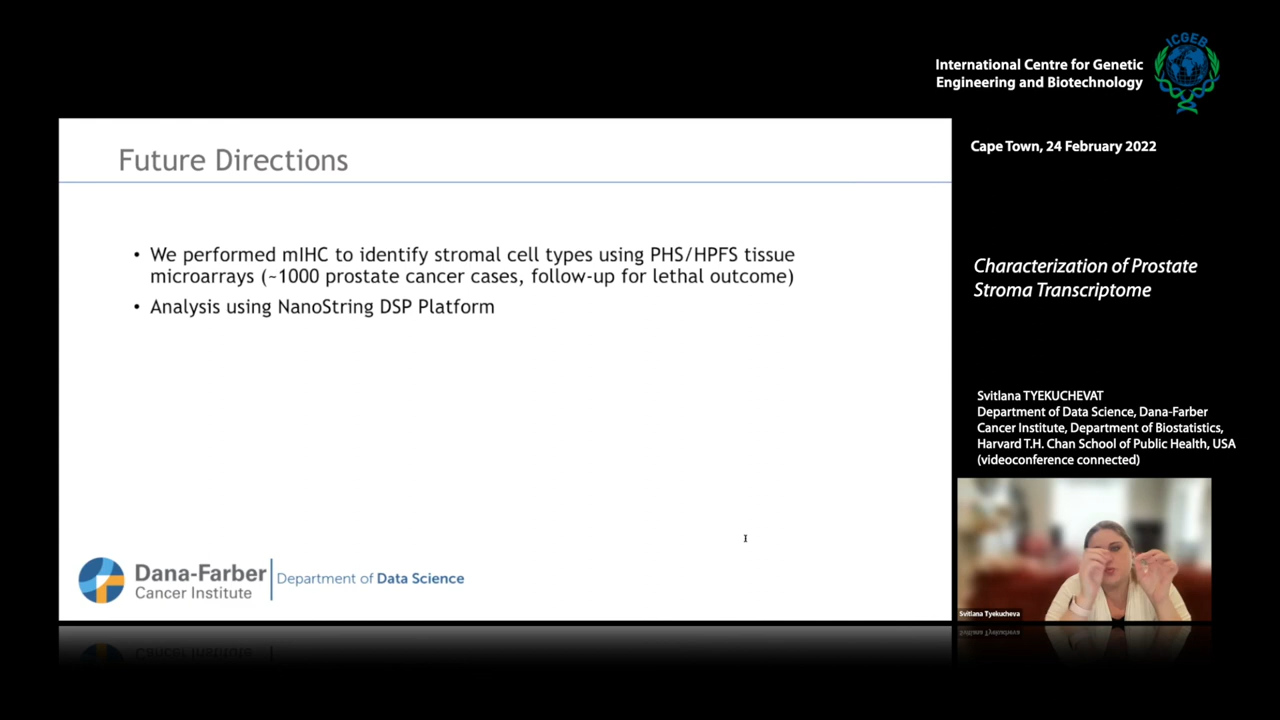 International Centre for Genetic
Engineering and Biotechnology
ICGEB
Cape Town, 24 February 2022
Future Directions
• We performed mIHC to identify stromal cell types using PHS/HPFS tissue
microarrays (~1000 prostate cancer cases, follow-up for lethal outcome)
• Analysis using NanoString DSP Platform
Characterization of Prostate
Stroma Transcriptome
Svitlana TYEKUCHEVAT
Department of Data Science, Dana-Farber
Cancer Institute, Department of Biostatistics,
Harvard T.H. Chan School of Public Health, USA
(videoconference connected)
Dana-Farber
Cancer Institute
Department of Data Science
Svitlana Tyekucheva